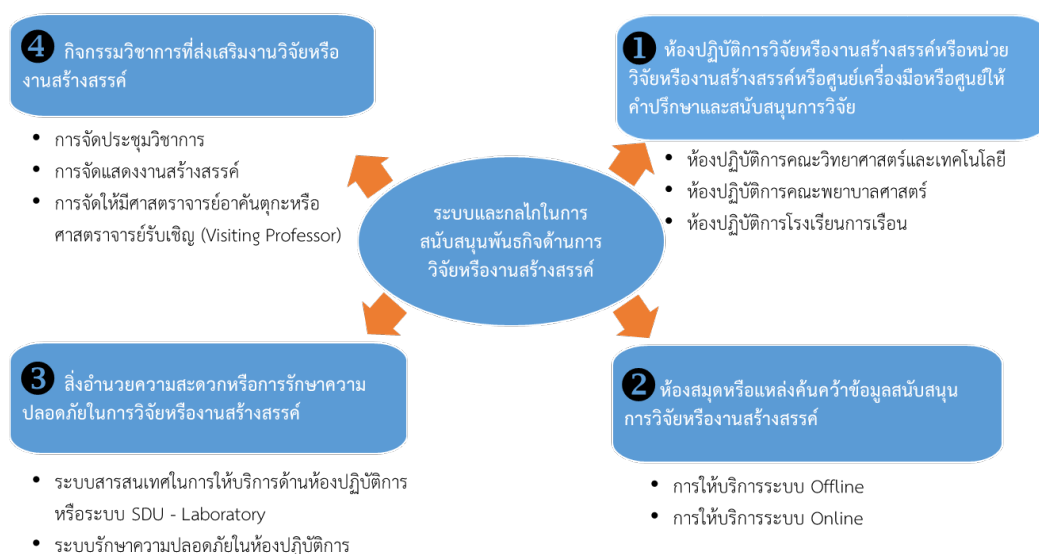 ❹ กิจกรรมวิชาการที่ส่งเสริมงานวิจัยหรือ
งานสร้างสรรค์
• การจัดประชุมวิชาการ
• การจัดแสดงงานสร้างสรรค์
• การจัดให้มีศาสตราจารย์อาคันตุกะหรือ
ศาสตราจารย์รับเชิญ (Visiting Professor)
❶ ห้องปฏิบัติการวิจัยหรืองานสร้างสรรค์หรือหน่วย
วิจัยหรืองานสร้างสรรค์หรือศูนย์เครื่องมือหรือศูนย์ให้
คำปรึกษาและสนับสนุนการวิจัย
• ห้องปฏิบัติการคณะวิทยาศาสตร์และเทคโนโลยี
• ห้องปฏิบัติการคณะพยาบาลศาสตร์
• ห้องปฏิบัติการโรงเรียนการเรือน
ระบบและกลไกในการ
สนับสนุนพันธกิจด้านการ
วิจัยหรืองานสร้างสรรค์
❸ สิ่งอำนวยความสะดวกหรือการรักษาความ
ปลอดภัยในการวิจัยหรืองานสร้างสรรค์
• ระบบสารสนเทศในการให้บริการด้านห้องปฏิบัติการ
หรือระบบ SDU - Laboratory
• ระบบรักษาความปลอดภัยในห้องปฏิบัติการ
❷ ห้องสมุดหรือแหล่งค้นคว้าข้อมูลสนับสนุน
การวิจัยหรืองานสร้างสรรค์
• การให้บริการระบบ Offline
• การให้บริการระบบ Online